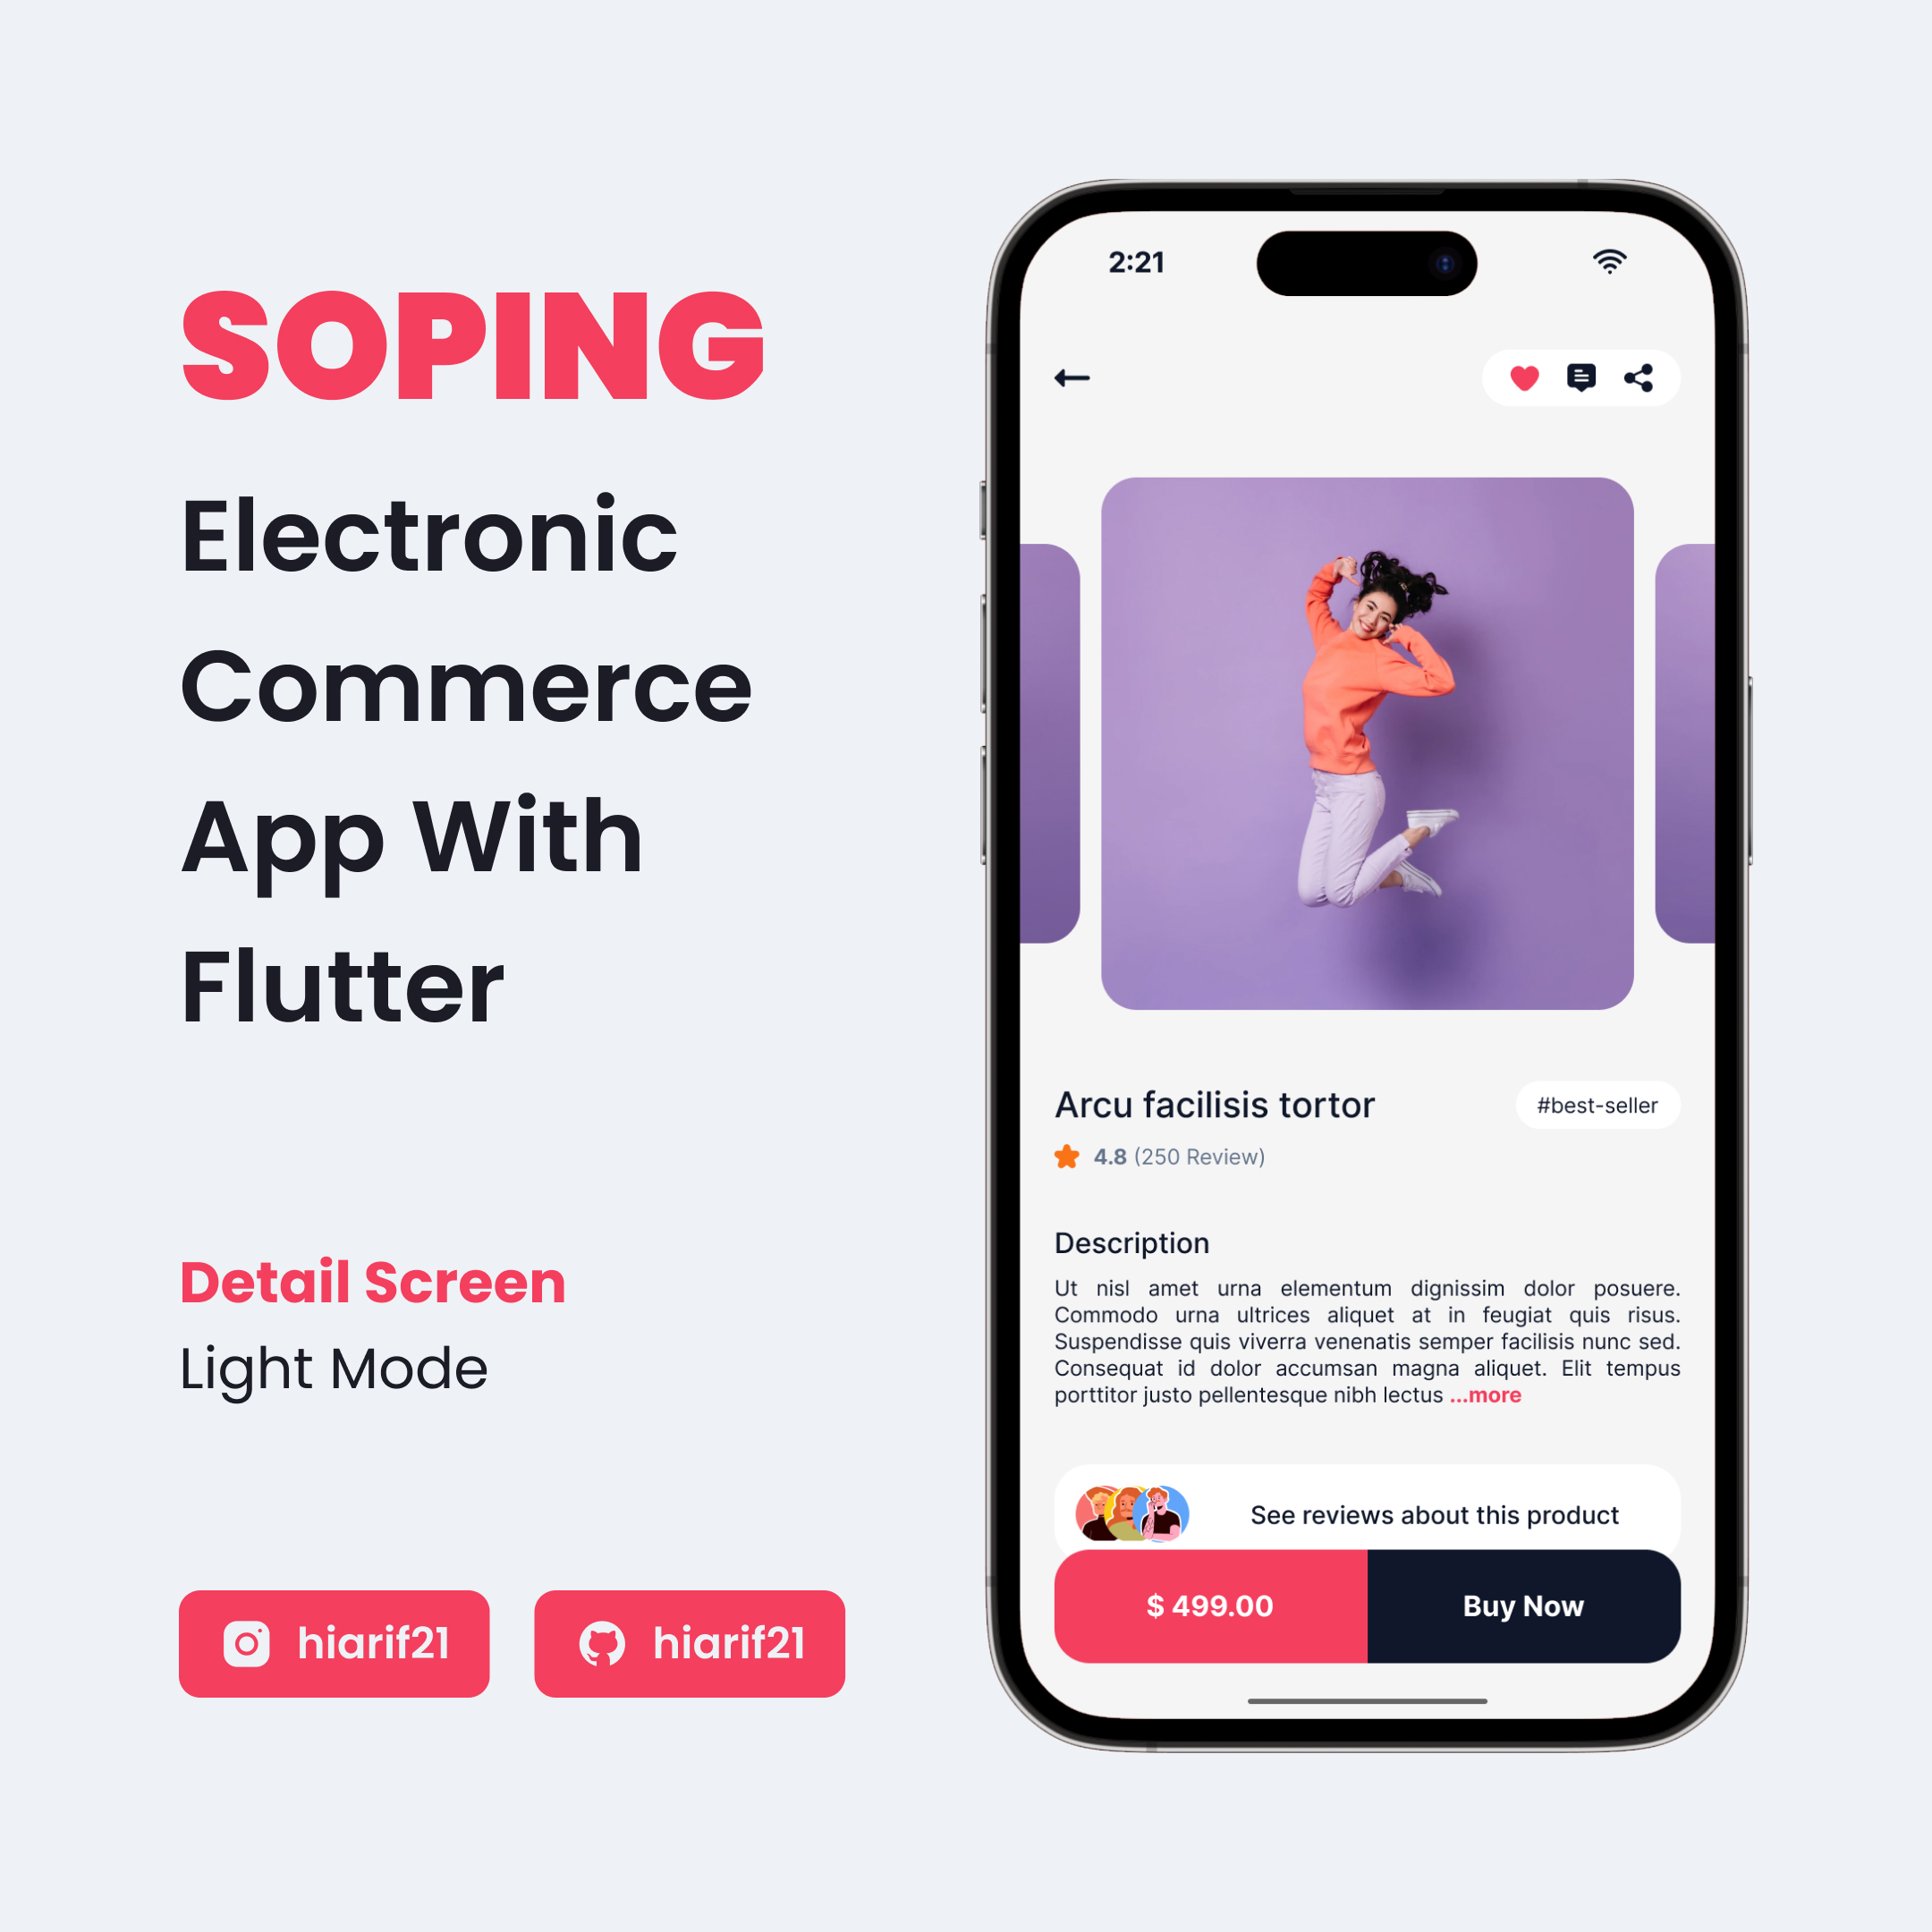 SOPING
Electronic
Commerce
App With
Flutter
Detail Screen
Light Mode
hiarif21
hiarif21
2:21
Arcu facilisis tortor
#best-seller
4.8 (250 Review)
Description
Ut nisl amet urna elementum dignissim dolor posuere.
Commodo urna ultrices aliquet at in feugiat quis risus.
Suspendisse quis viverra venenatis semper facilisis nunc sed.
Consequat id dolor accumsan magna aliquet. Elit tempus
porttitor justo pellentesque nibh lectus ...more
See reviews about this product
$ 499.00
Buy Now